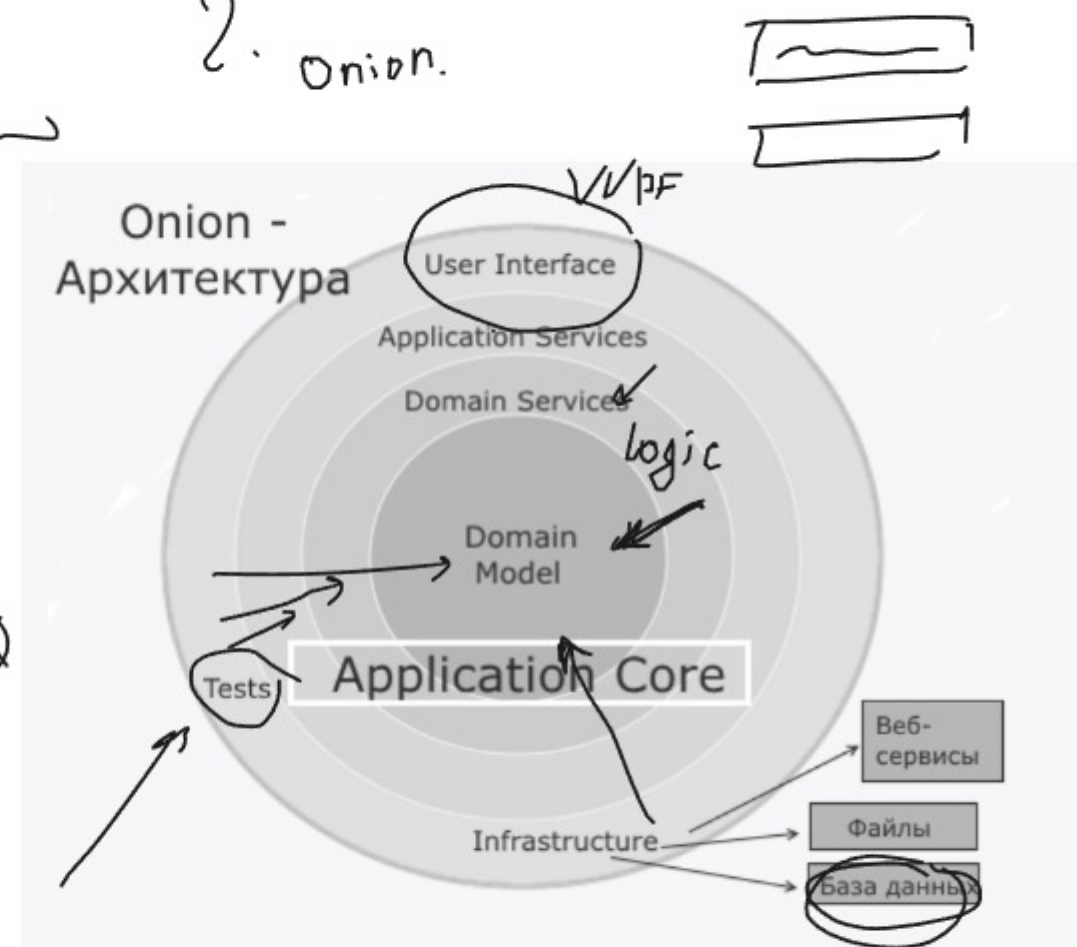 2. Onion.
WPF
Onion -
Архитектура
User Interface
Application Services
Domain Services
logic
Domain
Model
Tests
Application Core
Веб-
сервисы
Infrastructure
Файлы
База данных